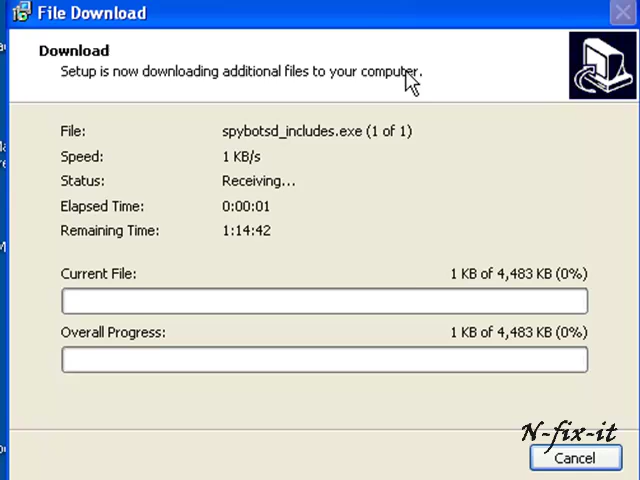 File Download
Download
Setup is now downloading additional files to your computer.
File: spybotsd_includes.exe (1 of 1)
Speed: 1 KB/s
Status: Receiving...
Elapsed Time: 0:00:01
Remaining Time: 1:14:42
Current File: 1 KB of 4,483 KB (0%)
Overall Progress: 1 KB of 4,483 KB (0%)
N-fix-it
Cancel